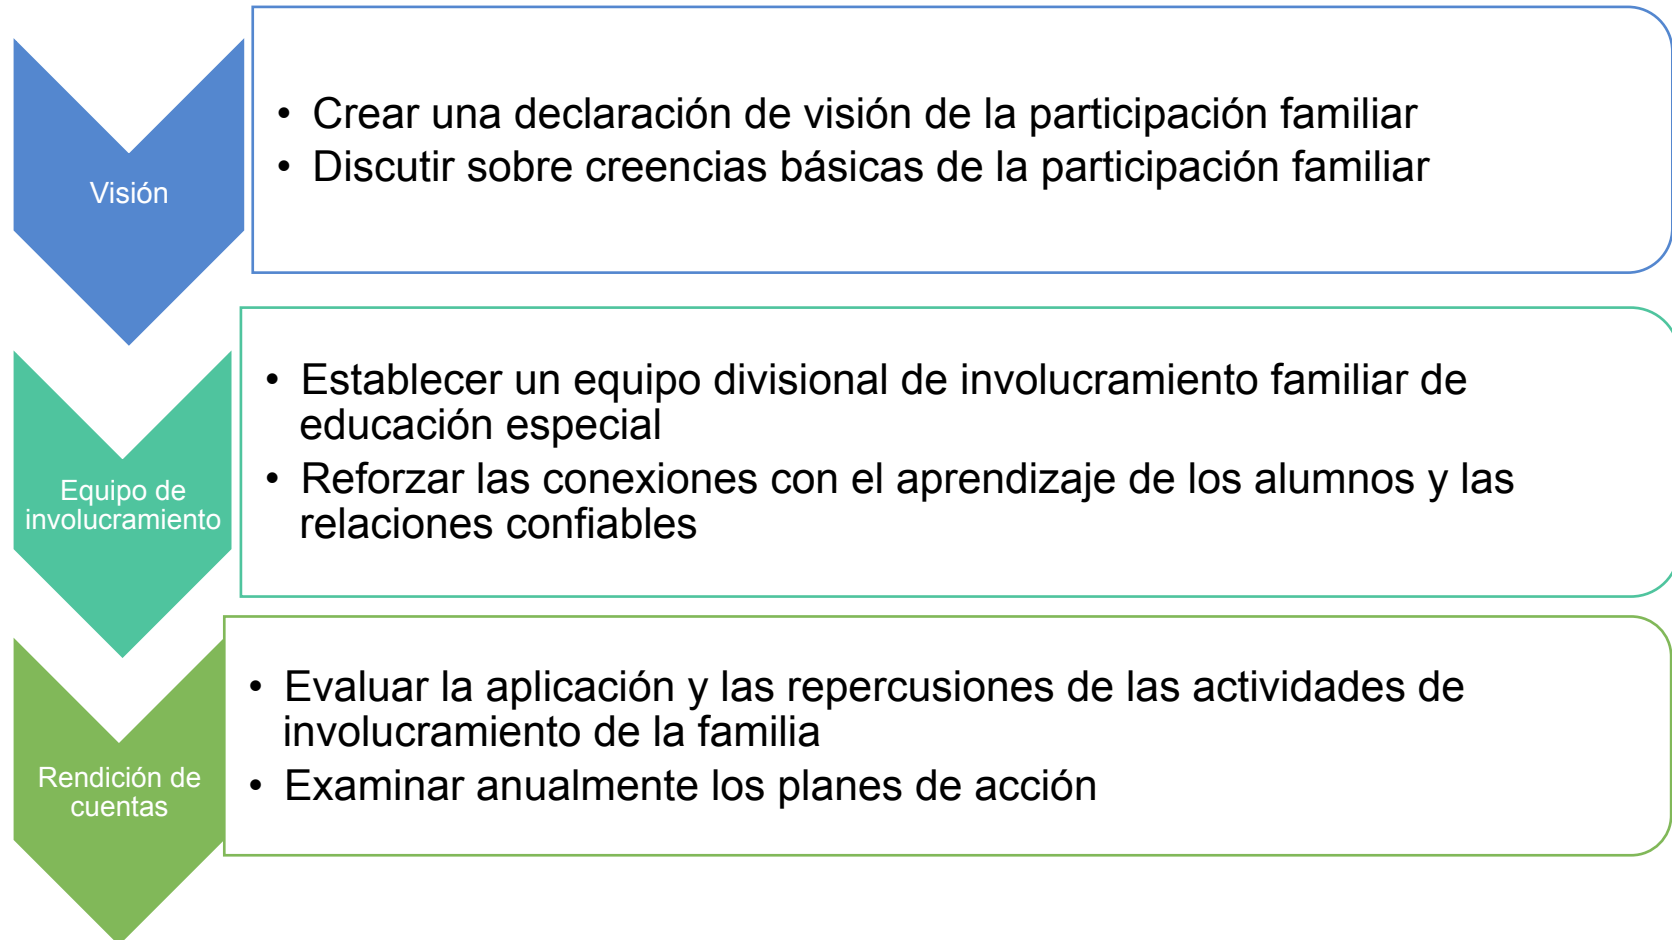 Visión
• Crear una declaración de visión de la participación familiar
• Discutir sobre creencias básicas de la participación familiar
Equipo de
involucramiento
• Establecer un equipo divisional de involucramiento familiar de
educación especial
• Reforzar las conexiones con el aprendizaje de los alumnos y las
relaciones confiables
Rendición de
cuentas
• Evaluar la aplicación y las repercusiones de las actividades de
involucramiento de la familia
• Examinar anualmente los planes de acción